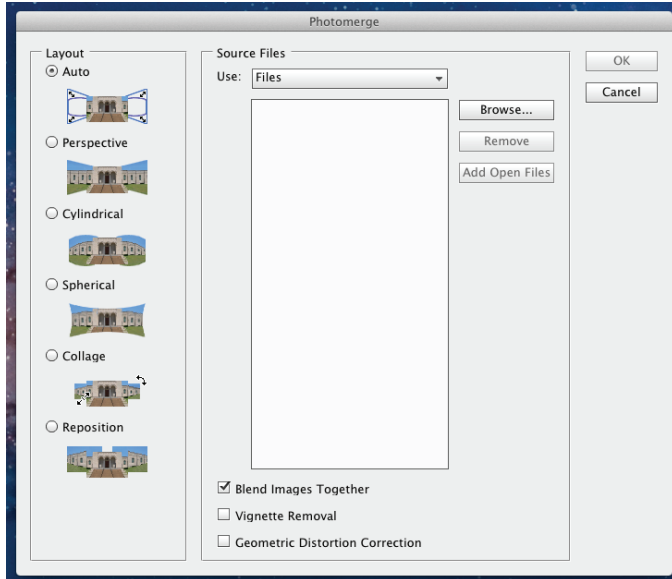 Photomerge
Layout
Auto
Perspective
Cylindrical
Spherical
Collage
Reposition
Source Files
Use: Files
Browse...
Remove
Add Open Files
Blend Images Together
Vignette Removal
Geometric Distortion Correction
OK
Cancel